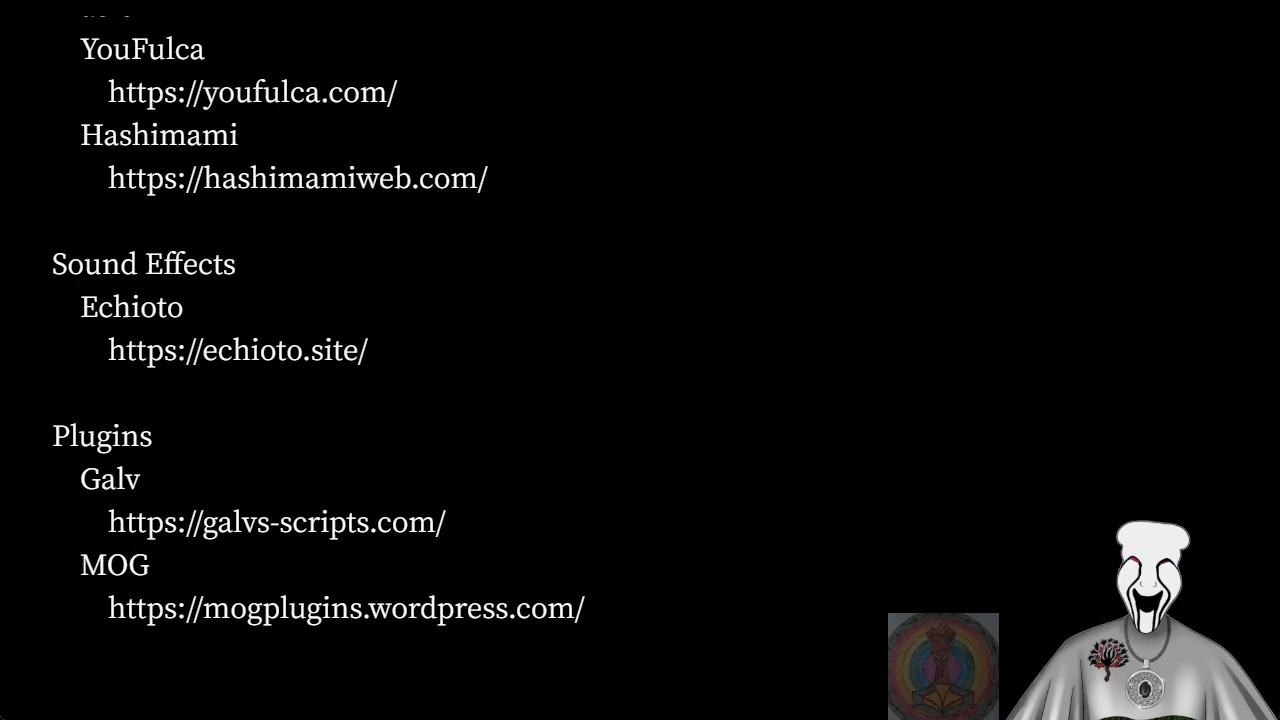 YouFulca
https://youfulca.com/
Hashimami
https://hashimamiweb.com/
Sound Effects
Echioto
https://echioto.site/
Plugins
Galv
https://galvs-scripts.com/
MOG
https://mogplugins.wordpress.com/